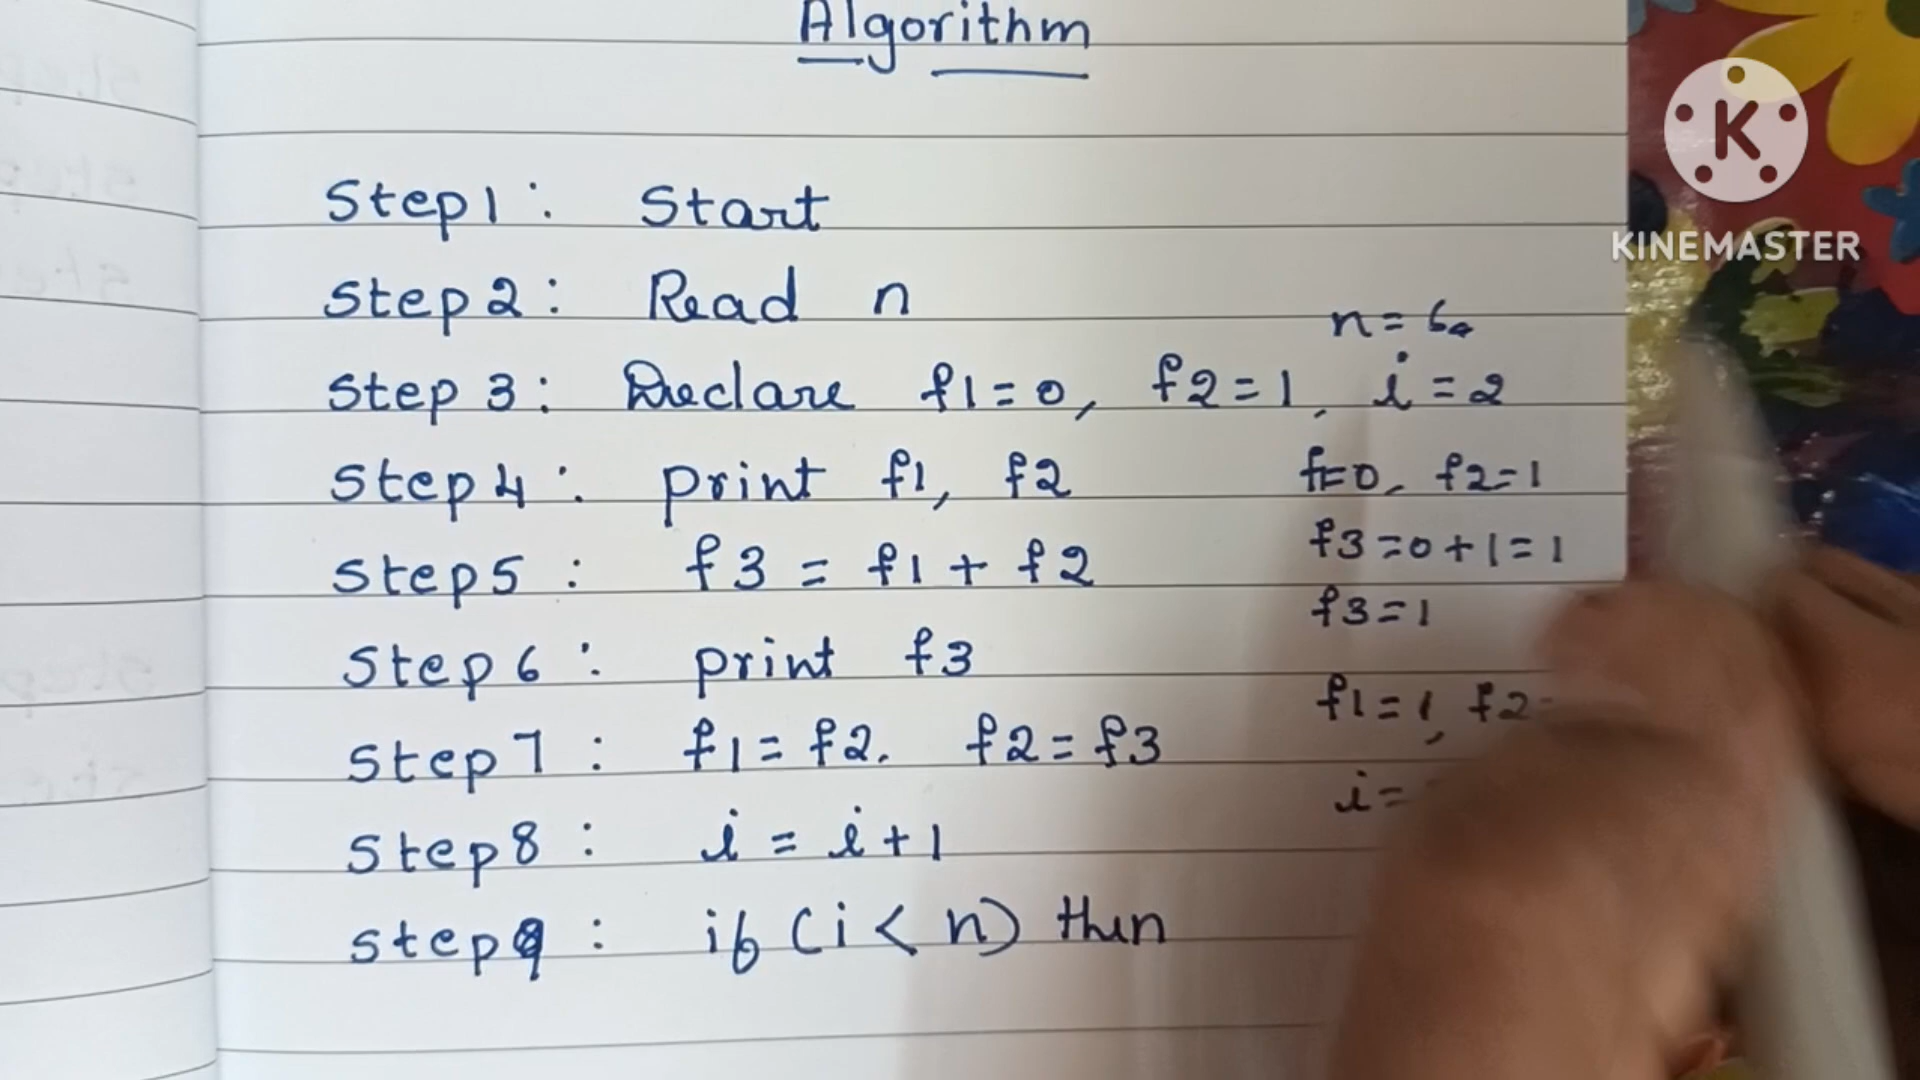 Algorithm
Step1: Start
Step2: Read n
Step 3: Declare f1=0, f2=1, i=2
Step4: print f1, f2
Step5: f3 = f1 + f2
Step6: print f3
Step7: f1=f2. f2=f3
Step8: i = i+1
Step9: if (i < n) then
n=6
f=0, f2=1
f3=0+1=1
f3=1
f1=1, f2
i=
K
KINEMASTER